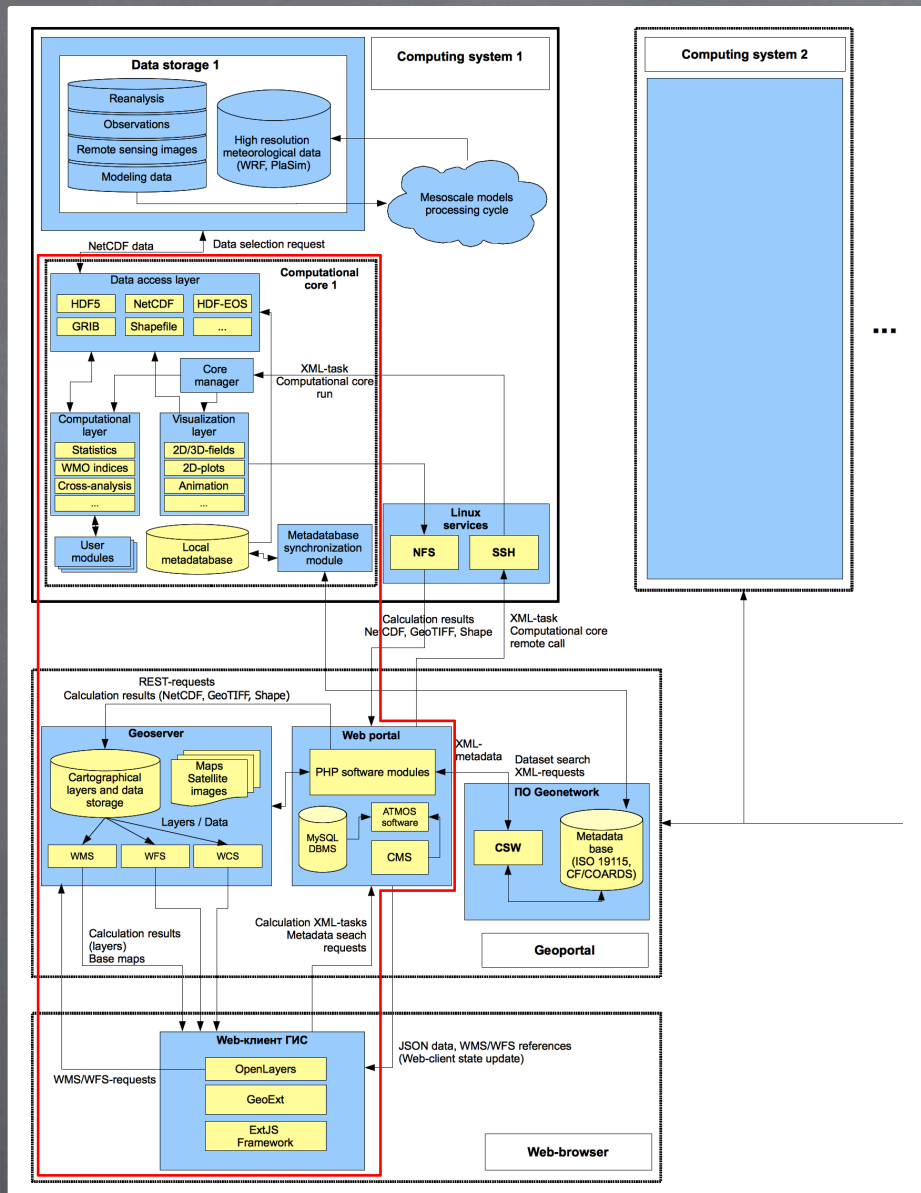 Computing system 1
Computing system 2
Data storage 1
Reanalysis
Observations
Remote sensing images
Modeling data
High resolution
meteorological data
(WRF, PlaSim)
Mesoscale models
processing cycle
NetCDF data
Data selection request
Computational
core 1
Data access layer
HDF5
NetCDF
HDF-EOS
GRIB
Shapefile
...
...
Core
manager
XML-task
Computational core
run
Computational
layer
Statistics
WMO indices
Cross-analysis
...
Visualization
layer
2D/3D-fields
2D-plots
Animation
...
User
modules
Local
metadatabase
Metadatabase
synchronization
module
Linux
services
NFS
SSH
Calculation results
NetCDF, GeoTIFF, Shape
XML-task
Computational core
remote call
REST-requests
Calculation results (NetCDF, GeoTIFF, Shape)
Geoserver
Cartographical
layers and data
storage
Maps
Satellite
images
Layers / Data
WMS
WFS
WCS
Web portal
PHP software modules
MySQL
DBMS
ATMOS
software
CMS
XML-
metadata
Dataset search
XML-requests
ПО Geonetwork
CSW
Metadata
base
(ISO 19115,
CF/COARDS)
Geoportal
Calculation results
(layers)
Base maps
Calculation XML-tasks
Metadata seach
requests
Web-клиент ГИС
OpenLayers
GeoExt
ExtJS
Framework
WMS/WFS-requests
JSON data, WMS/WFS references
(Web-client state update)
Web-browser